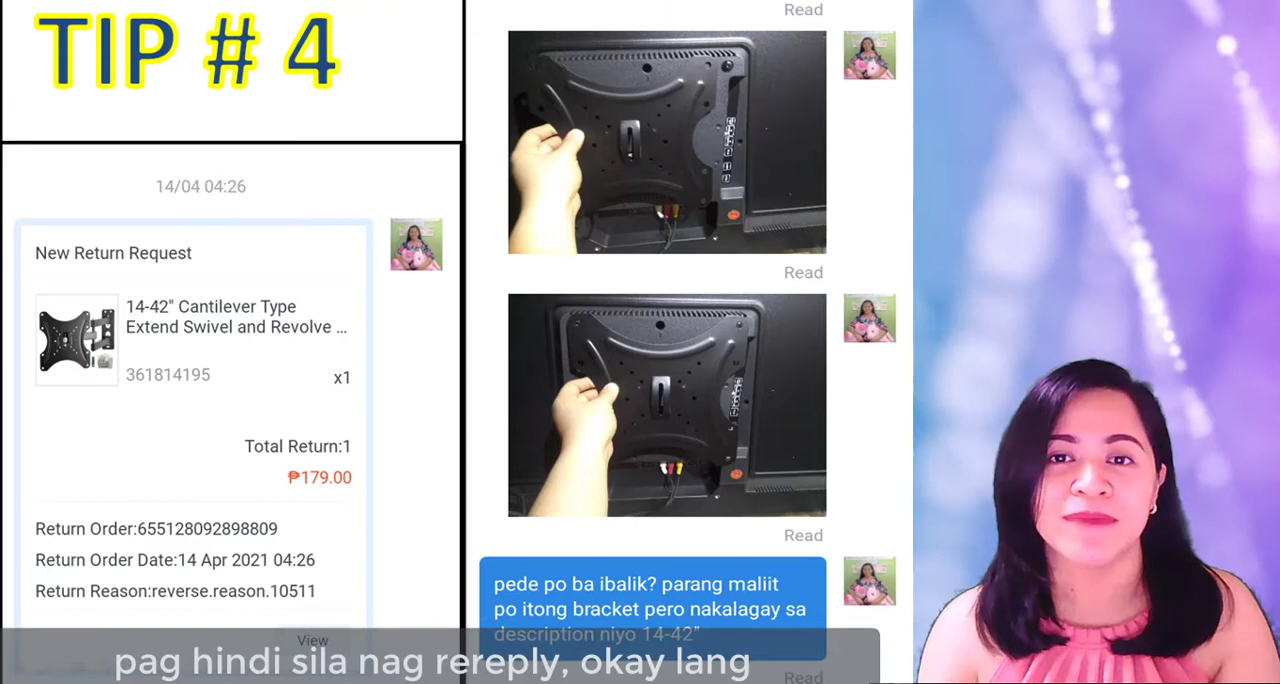 TIP # 4
14/04 04:26
New Return Request
14-42" Cantilever Type
Extend Swivel and Revolve ...
361814195
x1
Total Return:1
₱179.00
Return Order:655128092898809
Return Order Date:14 Apr 2021 04:26
Return Reason:reverse.reason.10511
View
Read
Read
Read
pede po ba ibalik? parang maliit
po itong bracket pero nakalagay sa
description niyo 14-42"
Read
pag hindi sila nag rereply, okay lang